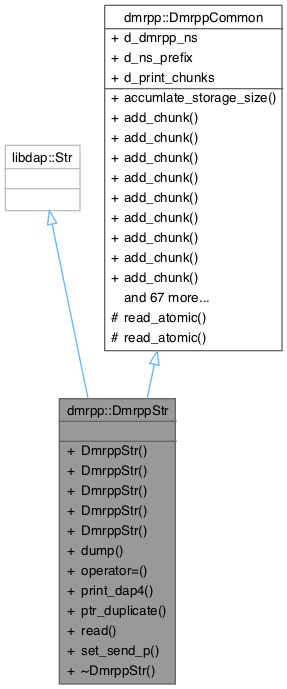 dmrpp::DmrppCommon
+ d_dmrpp_ns
+ d_ns_prefix
+ d_print_chunks
+ accumlate_storage_size()
+ add_chunk()
+ add_chunk()
+ add_chunk()
+ add_chunk()
+ add_chunk()
+ add_chunk()
+ add_chunk()
+ add_chunk()
+ add_chunk()
and 67 more...
# read_atomic()
# read_atomic()
libdap::Str
dmrpp::DmrppStr
+ DmrppStr()
+ DmrppStr()
+ DmrppStr()
+ DmrppStr()
+ DmrppStr()
+ dump()
+ operator=()
+ print_dap4()
+ ptr_duplicate()
+ read()
+ set_send_p()
+ ~DmrppStr()